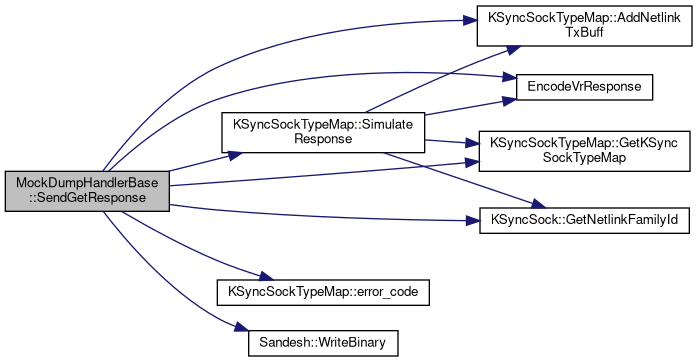 KSyncSockTypeMap::AddNetlink
TxBuff
EncodeVrResponse
KSyncSockTypeMap::Simulate
Response
KSyncSockTypeMap::GetKSync
SockTypeMap
MockDumpHandlerBase
::SendGetResponse
KSyncSock::GetNetlinkFamilyId
KSyncSockTypeMap::error_code
Sandesh::WriteBinary